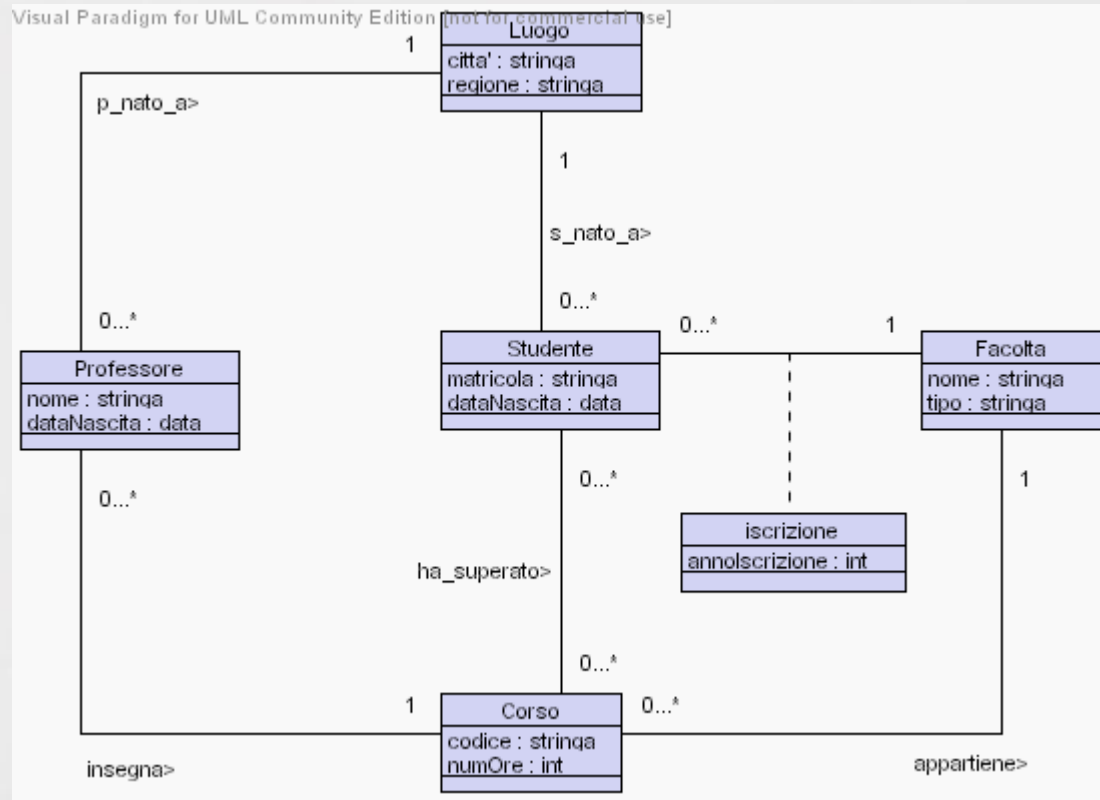 Visual Paradigm for UML Community Edition [not for commercial use]
Luogo
1
citta' : stringa
regione : stringa
p_nato_a>
1
s_nato_a>
0...*
0...*
0...*
1
Professore
nome : stringa
dataNascita : data
Studente
matricola : stringa
dataNascita : data
Facolta
nome : stringa
tipo : stringa
0...*
0...*
1
iscrizione
annoIscrizione : int
ha_superato>
0...*
1
0...*
Corso
codice : stringa
numOre : int
insegna>
appartiene>